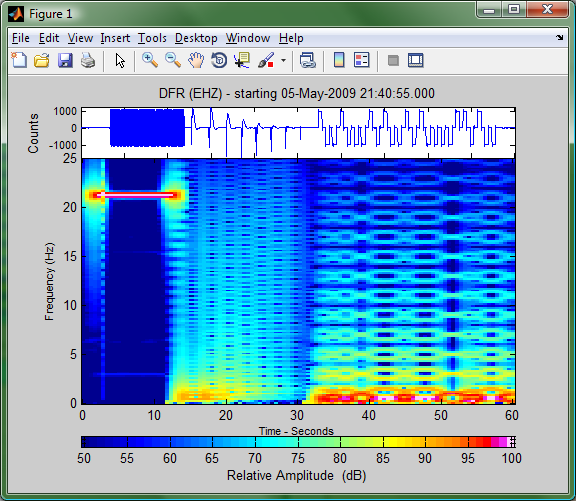 Figure 1
File Edit View Insert Tools Desktop Window Help
DFR (EHZ) - starting 05-May-2009 21:40:55.000
Counts
1000
0
-1000
Frequency (Hz)
25
20
15
10
5
0
0 10 20 30 40 50 60
Time - Seconds
50 55 60 65 70 75 80 85 90 95 100
Relative Amplitude (dB)